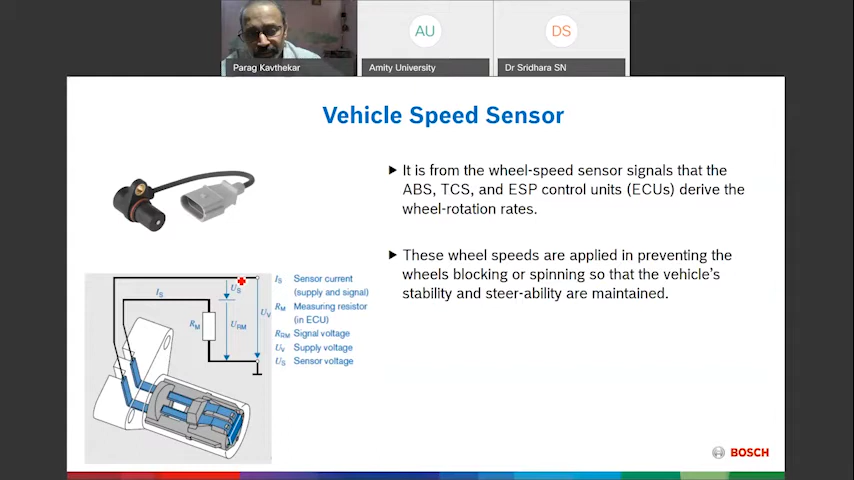 AU
DS
Parag Kavthekar
Amity University
Dr Sridhara SN
Vehicle Speed Sensor
It is from the wheel-speed sensor signals that the
ABS, TCS, and ESP control units (ECUs) derive the
wheel-rotation rates.
These wheel speeds are applied in preventing the
wheels blocking or spinning so that the vehicle's
stability and steer-ability are maintained.
IS
US
UV
RM
URM
IS Sensor current
(supply and signal)
RM Measuring resistor
(in ECU)
RRM Signal voltage
UV Supply voltage
US Sensor voltage
BOSCH